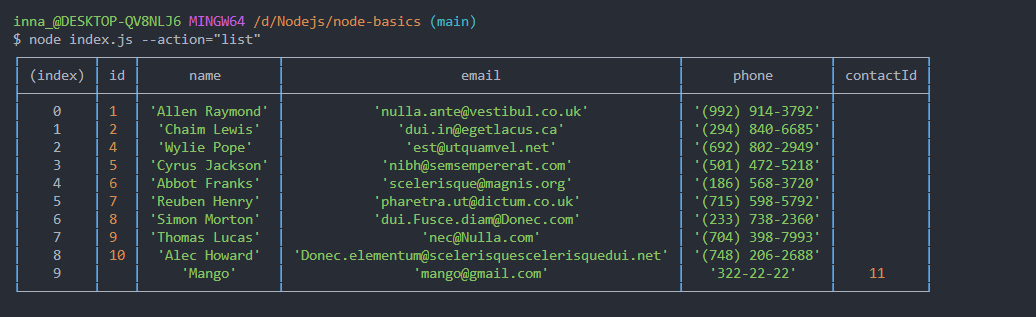 inna_@DESKTOP-QV8NLJ6 MINGW64 /d/Nodejs/node-basics (main)
$ node index.js --action="list"
(index) id name email phone contactId
0 1 'Allen Raymond' 'nulla.ante@vestibul.co.uk' '(992) 914-3792'
1 2 'Chaim Lewis' 'dui.in@egetlacus.ca' '(294) 840-6685'
2 4 'Wylie Pope' 'est@utquamvel.net' '(692) 802-2949'
3 5 'Cyrus Jackson' 'nibh@semsempererat.com' '(501) 472-5218'
4 6 'Abbot Franks' 'scelerisque@magnis.org' '(186) 568-3720'
5 7 'Reuben Henry' 'pharetra.ut@dictum.co.uk' '(715) 598-5792'
6 8 'Simon Morton' 'dui.Fusce.diam@Donec.com' '(233) 738-2360'
7 9 'Thomas Lucas' 'nec@Nulla.com' '(704) 398-7993'
8 10 'Alec Howard' 'Donec.elementum@scelerisquescelerisquedui.net' '(748) 206-2688'
9 'Mango' 'mango@gmail.com' '322-22-22' 11